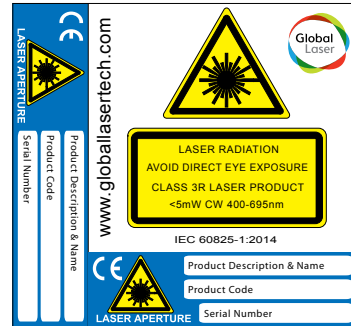 CE
LASER APERTURE
Product Description & Name
Product Code
Serial Number
www.globallasertech.com
Global
Laser
LASER RADIATION
AVOID DIRECT EYE EXPOSURE
CLASS 3R LASER PRODUCT
<5mW CW 400-695nm
IEC 60825-1:2014
CE
LASER APERTURE
Product Description & Name
Product Code
Serial Number